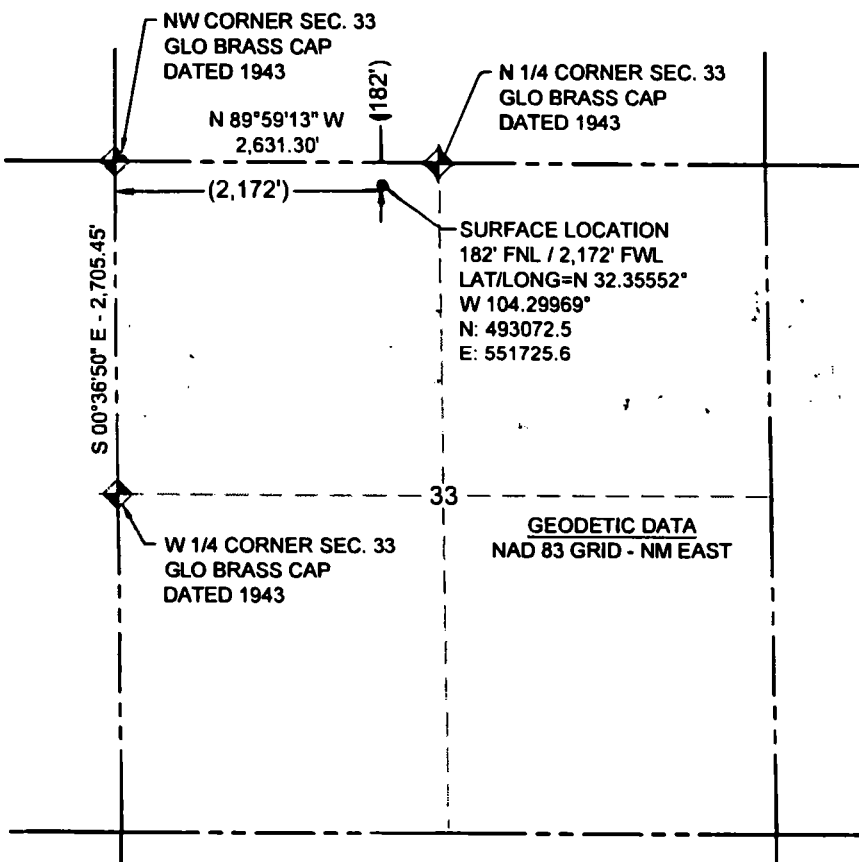 NW CORNER SEC. 33
GLO BRASS CAP
DATED 1943
N 89°59'13" W
2,631.30'
(182')
N 1/4 CORNER SEC. 33
GLO BRASS CAP
DATED 1943
(2,172')
SURFACE LOCATION
182' FNL / 2,172' FWL
LAT/LONG=N 32.35552°
W 104.29969°
N: 493072.5
E: 551725.6
S 00°36'50" E - 2,705.45'
33
W 1/4 CORNER SEC. 33
GLO BRASS CAP
DATED 1943
GEODETIC DATA
NAD 83 GRID - NM EAST